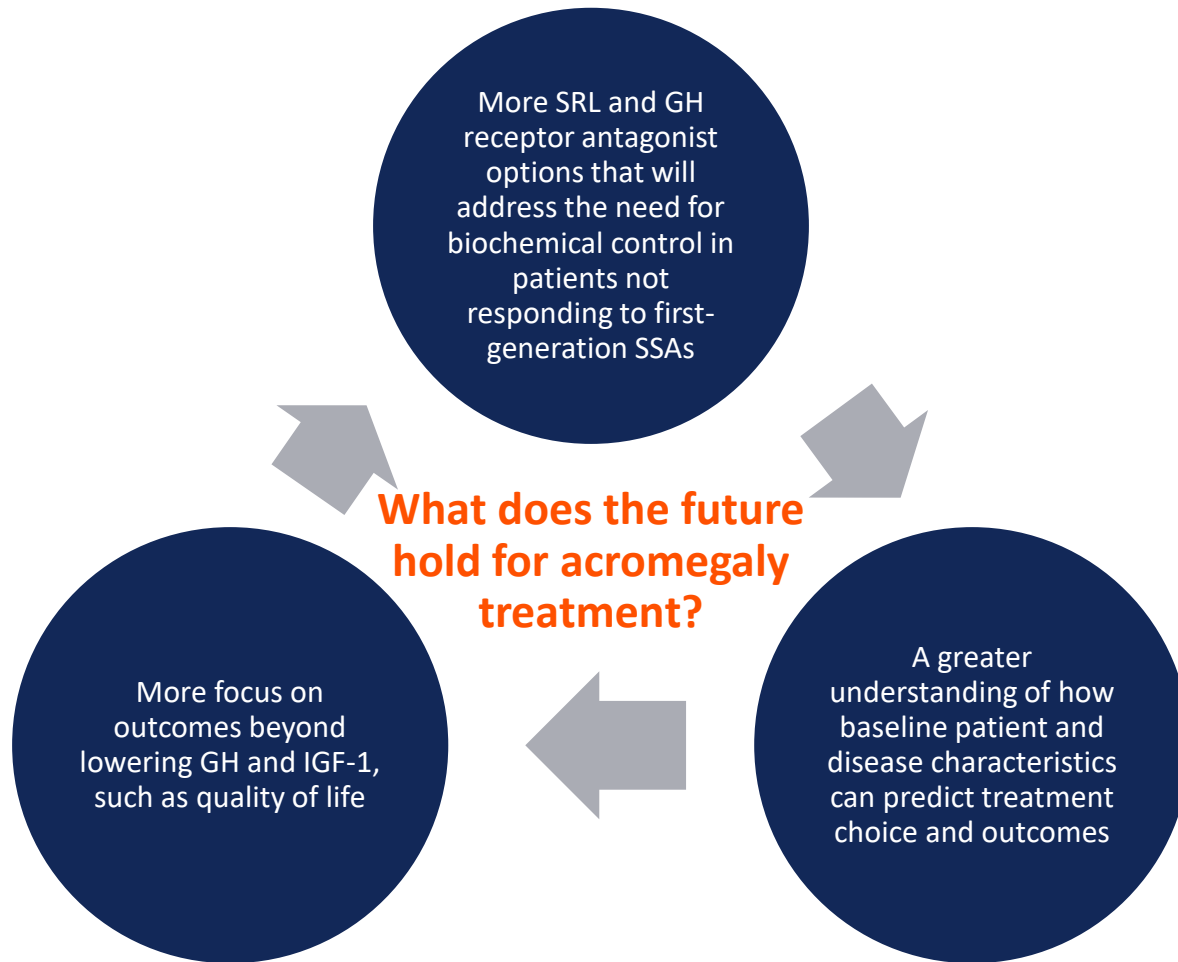 More SRL and GH
receptor antagonist
options that will
address the need for
biochemical control in
patients not
responding to first-
generation SSAs
What does the future
hold for acromegaly
treatment?
A greater
understanding of how
baseline patient and
disease characteristics
can predict treatment
choice and outcomes
More focus on
outcomes beyond
lowering GH and IGF-1,
such as quality of life